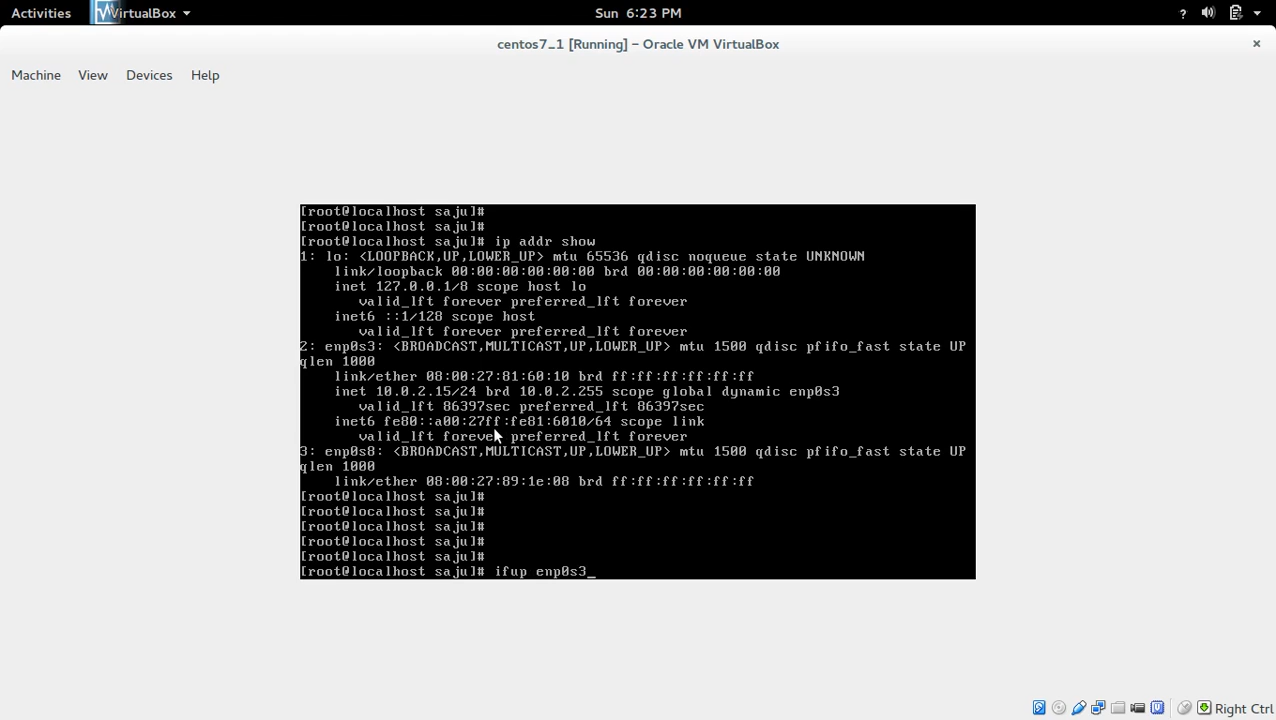 Activities VirtualBox Sun 6:23 PM ?
centos7_1 [Running] – Oracle VM VirtualBox ×
Machine View Devices Help
[root@localhost saju]#
[root@localhost saju]#
[root@localhost saju]# ip addr show
1: lo: <LOOPBACK,UP,LOWER_UP> mtu 65536 qdisc noqueue state UNKNOWN
link/loopback 00:00:00:00:00:00 brd 00:00:00:00:00:00
inet 127.0.0.1/8 scope host lo
valid_lft forever preferred_lft forever
inet6 ::1/128 scope host
valid_lft forever preferred_lft forever
2: enp0s3: <BROADCAST,MULTICAST,UP,LOWER_UP> mtu 1500 qdisc pfifo_fast state UP
qlen 1000
link/ether 08:00:27:81:60:10 brd ff:ff:ff:ff:ff:ff
inet 10.0.2.15/24 brd 10.0.2.255 scope global dynamic enp0s3
valid_lft 86397sec preferred_lft 86397sec
inet6 fe80::a00:27ff:fe81:6010/64 scope link
valid_lft forever preferred_lft forever
3: enp0s8: <BROADCAST,MULTICAST,UP,LOWER_UP> mtu 1500 qdisc pfifo_fast state UP
qlen 1000
link/ether 08:00:27:89:1e:08 brd ff:ff:ff:ff:ff:ff
[root@localhost saju]#
[root@localhost saju]#
[root@localhost saju]#
[root@localhost saju]#
[root@localhost saju]#
[root@localhost saju]# ifup enp0s3_
Right Ctrl